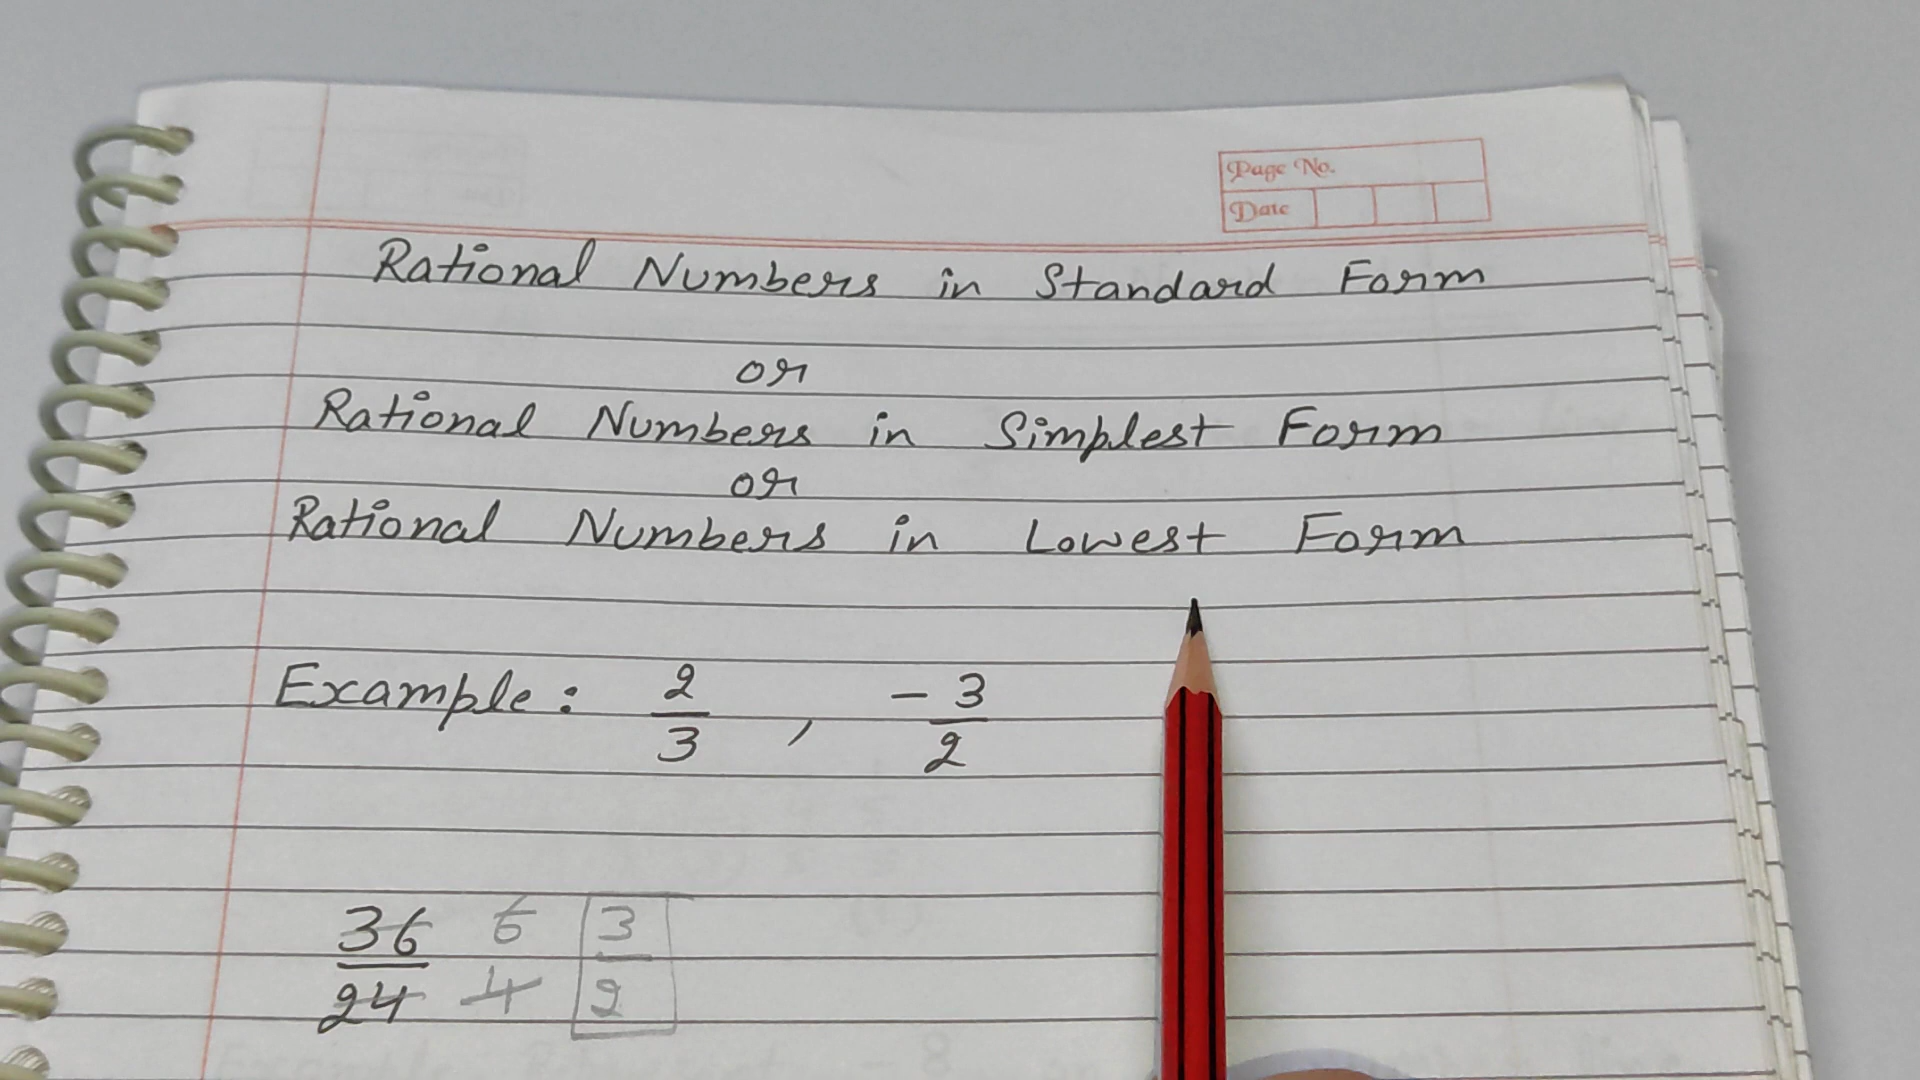 Page No.
Date
Rational Numbers in Standard Form
or
Rational Numbers in Simplest Form
or
Rational Numbers in Lowest Form
Example: 2/3 , -3/2
36 6 3
24 4 2